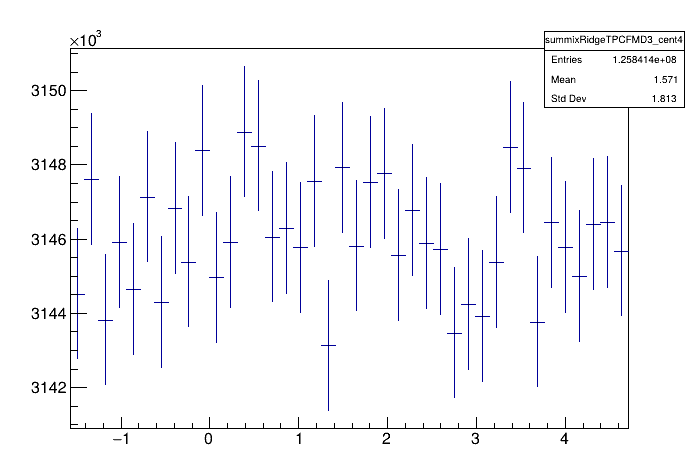 ×10³
summixRidgeTPCFMD3_cent4
Entries 1.258414e+08
Mean 1.571
Std Dev 1.813
3150
3148
3146
3144
3142
−1 0 1 2 3 4